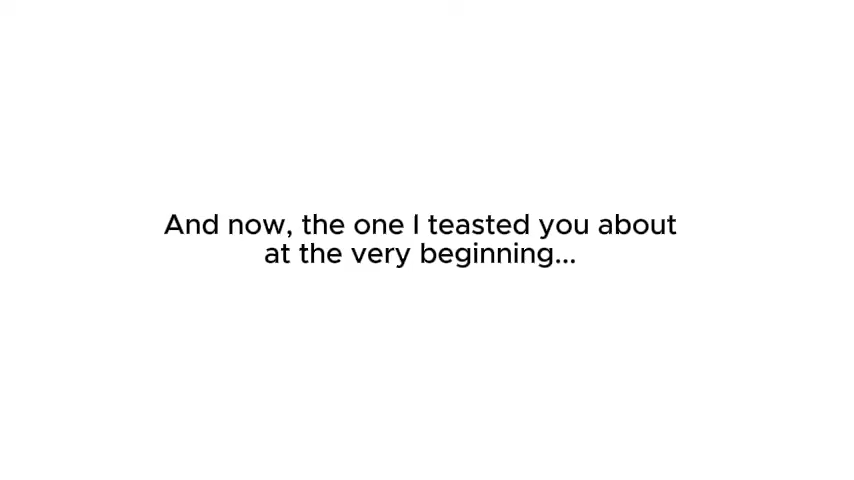 And now, the one I teasted you about
at the very beginning...